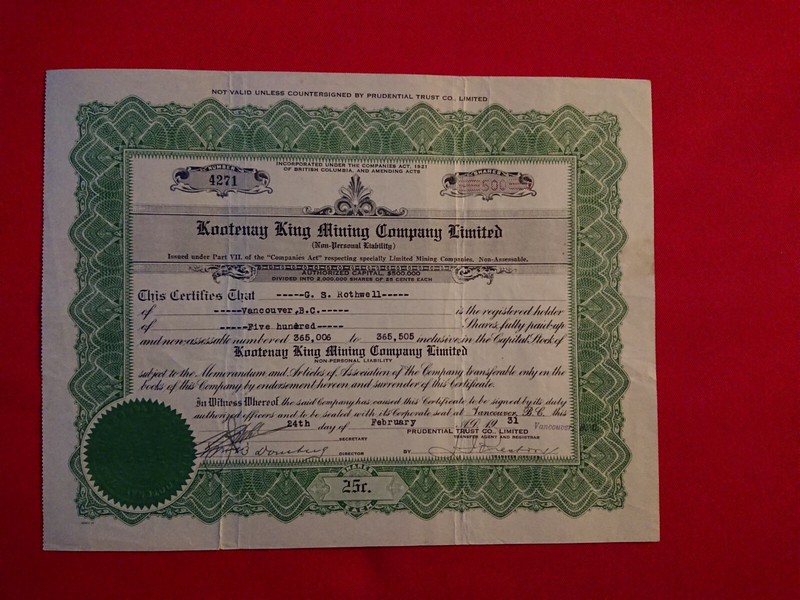 NOT VALID UNLESS COUNTERSIGNED BY PRUDENTIAL TRUST CO., LIMITED
INCORPORATED UNDER THE COMPANIES ACT, 1921
OF BRITISH COLUMBIA, AND AMENDING ACTS
NUMBER
4271
SHARES
500
Kootenay King Mining Company Limited
(Non-Personal Liability)
Issued under Part VII. of the "Companies Act" respecting specially Limited Mining Companies. Non-Assessable.
AUTHORIZED CAPITAL $500,000
DIVIDED INTO 2,000,000 SHARES OF 25 CENTS EACH
This Certifies That -----G. S. Rothwell-----
of -----Vancouver,B.C.----- is the registered holder
of -----Five hundred----- Shares, fully paid-up
and non-assessable numbered 365,006 to 365,505 inclusive, in the Capital Stock of
Kootenay King Mining Company Limited
NON-PERSONAL LIABILITY
subject to the Memorandum and Articles of Association of the Company transferable only on the
books of this Company by endorsement hereon and surrender of this Certificate.
In Witness Whereof the said Company has caused this Certificate to be signed by its duly
authorized officers and to be sealed with its Corporate seal at Vancouver, B.C. this
24th day of February A.D. 19 31 Vancouver
PRUDENTIAL TRUST CO., LIMITED
SECRETARY
TRANSFER AGENT AND REGISTRAR
DIRECTOR
BY
SHARES
25c.
EACH